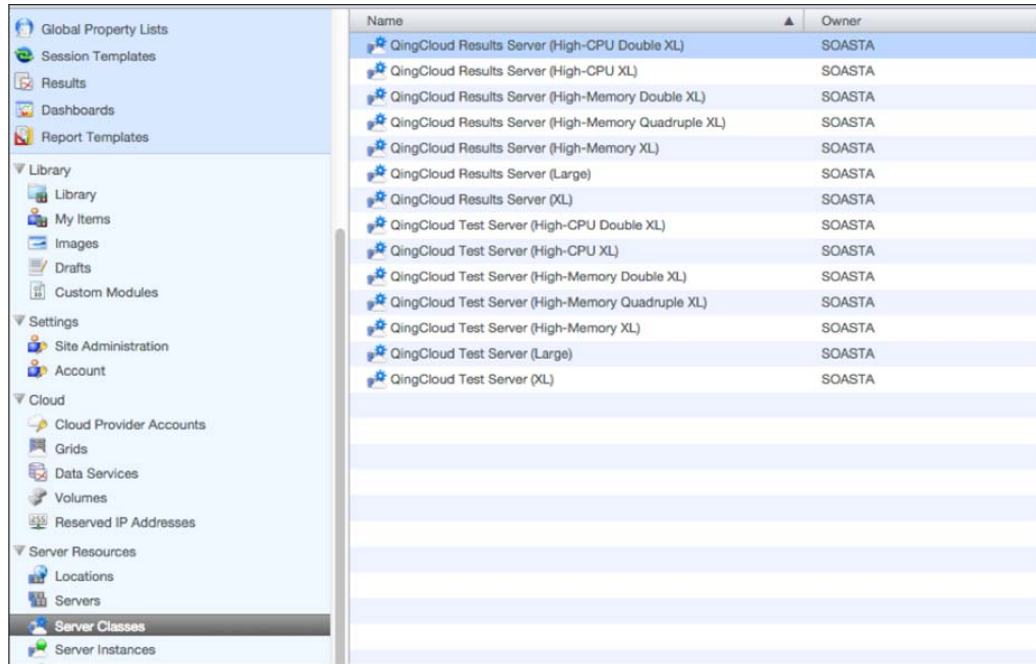 Global Property Lists
Session Templates
Results
Dashboards
Report Templates
Library
Library
My Items
Images
Drafts
Custom Modules
Settings
Site Administration
Account
Cloud
Cloud Provider Accounts
Grids
Data Services
Volumes
Reserved IP Addresses
Server Resources
Locations
Servers
Server Classes
Server Instances
Name Owner
QingCloud Results Server (High-CPU Double XL) SOASTA
QingCloud Results Server (High-CPU XL) SOASTA
QingCloud Results Server (High-Memory Double XL) SOASTA
QingCloud Results Server (High-Memory Quadruple XL) SOASTA
QingCloud Results Server (High-Memory XL) SOASTA
QingCloud Results Server (Large) SOASTA
QingCloud Results Server (XL) SOASTA
QingCloud Test Server (High-CPU Double XL) SOASTA
QingCloud Test Server (High-CPU XL) SOASTA
QingCloud Test Server (High-Memory Double XL) SOASTA
QingCloud Test Server (High-Memory Quadruple XL) SOASTA
QingCloud Test Server (High-Memory XL) SOASTA
QingCloud Test Server (Large) SOASTA
QingCloud Test Server (XL) SOASTA